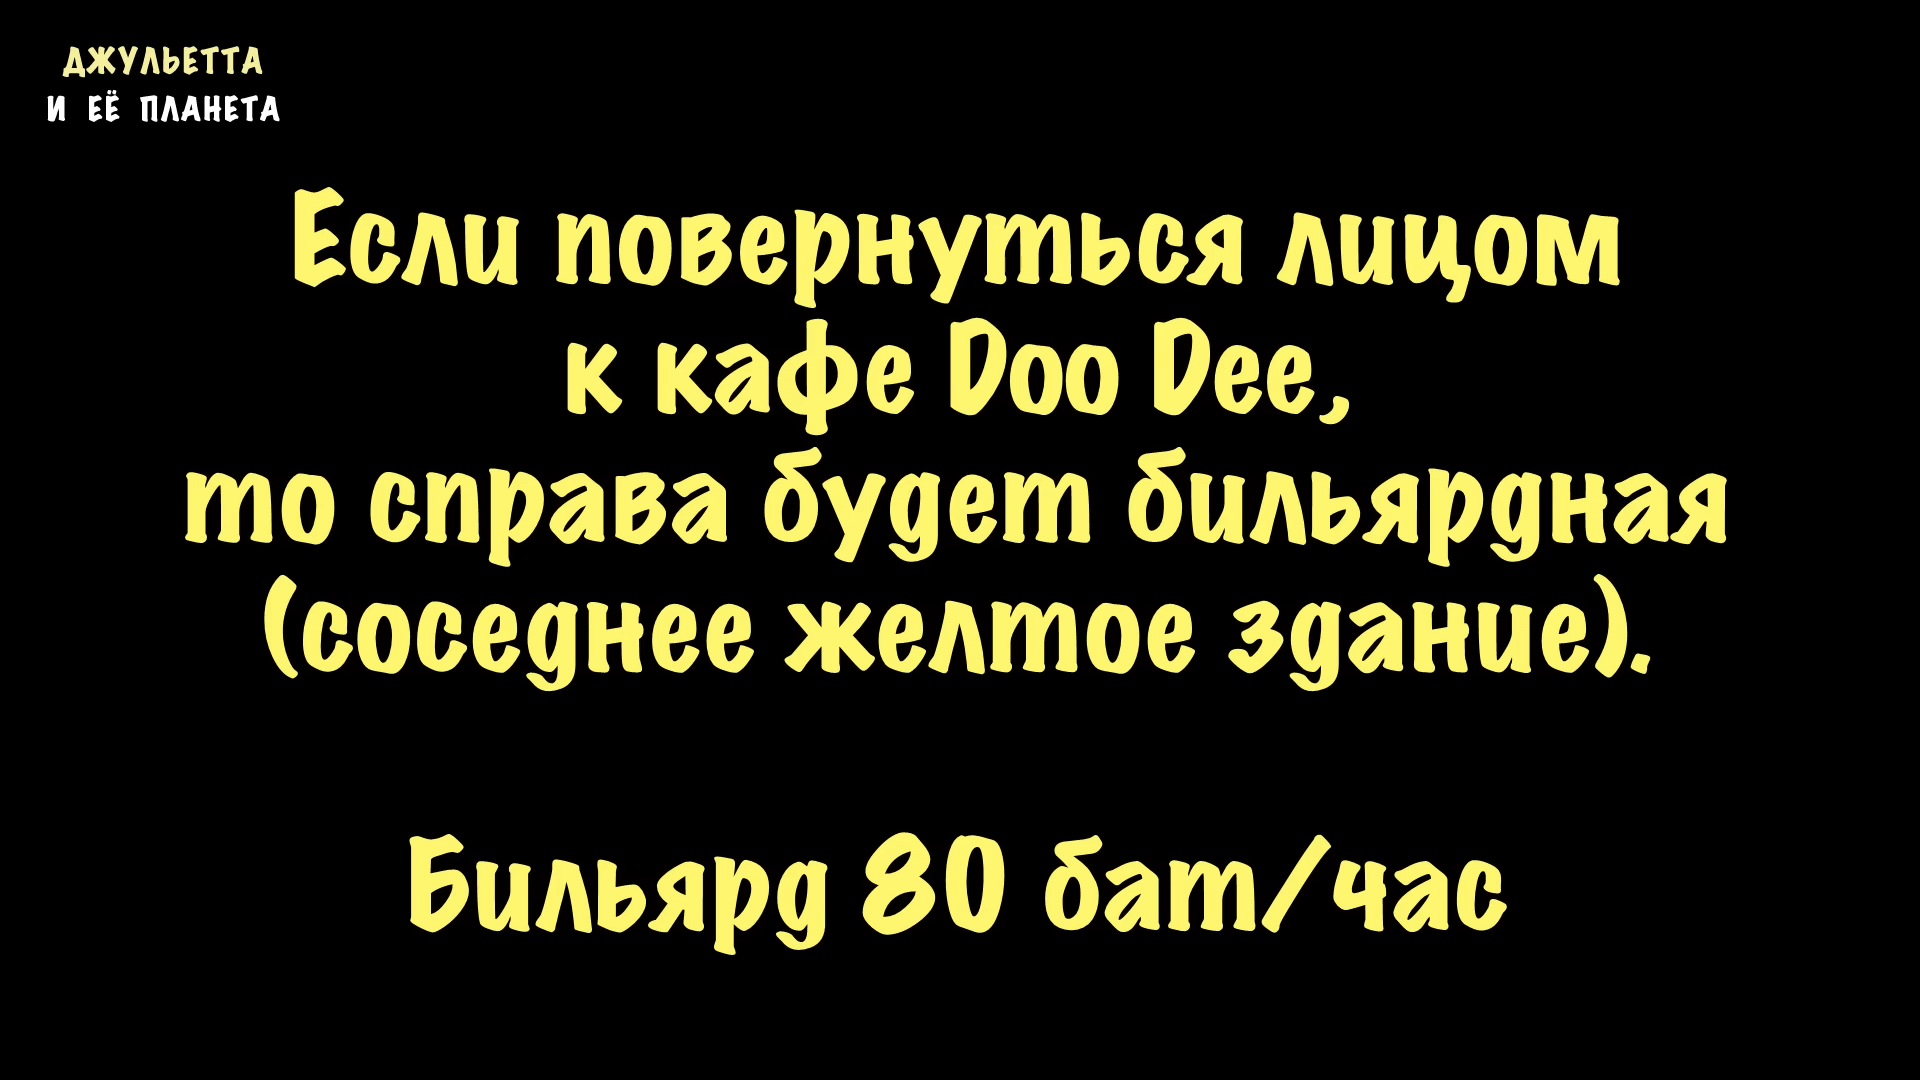 ДЖУЛЬЕТТА
И ЕЁ ПЛАНЕТА
Если повернуться лицом
к кафе Doo Dee,
то справа будет бильярдная
(соседнее желтое здание).
Бильярд 80 бат/час